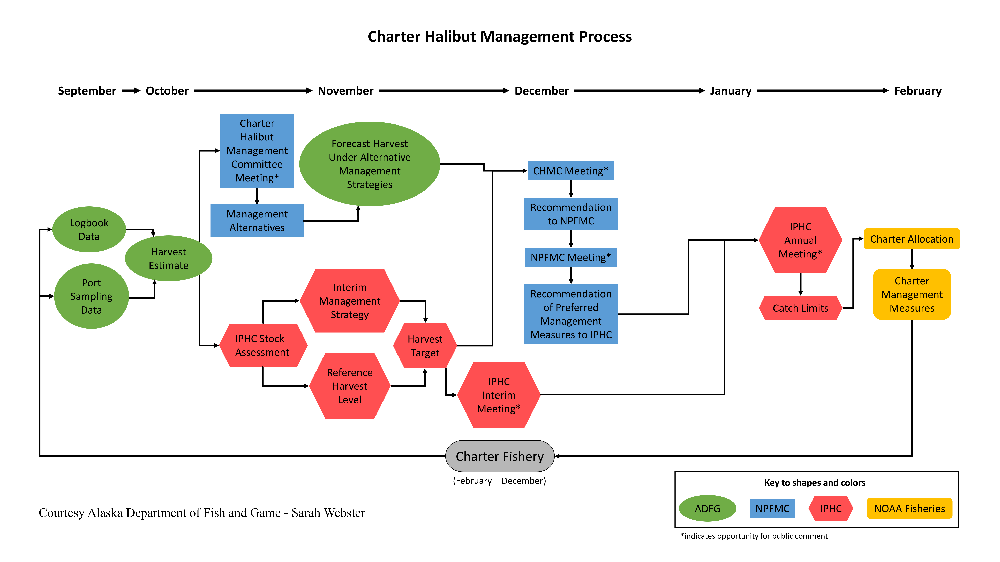 Charter Halibut Management Process
September
October
November
December
January
February
Charter
Halibut
Management
Committee
Meeting*
Management
Alternatives
Forecast Harvest
Under Alternative
Management
Strategies
Logbook
Data
Port
Sampling
Data
Harvest
Estimate
IPHC Stock
Assessment
Interim
Management
Strategy
Reference
Harvest
Level
Harvest
Target
IPHC
Interim
Meeting*
CHMC Meeting*
Recommendation
to NPFMC
NPFMC Meeting*
Recommendation
of Preferred
Management
Measures to IPHC
IPHC
Annual
Meeting*
Catch Limits
Charter Allocation
Charter
Management
Measures
Charter Fishery
(February – December)
Key to shapes and colors
ADFG
NPFMC
IPHC
NOAA Fisheries
*indicates opportunity for public comment
Courtesy Alaska Department of Fish and Game - Sarah Webster